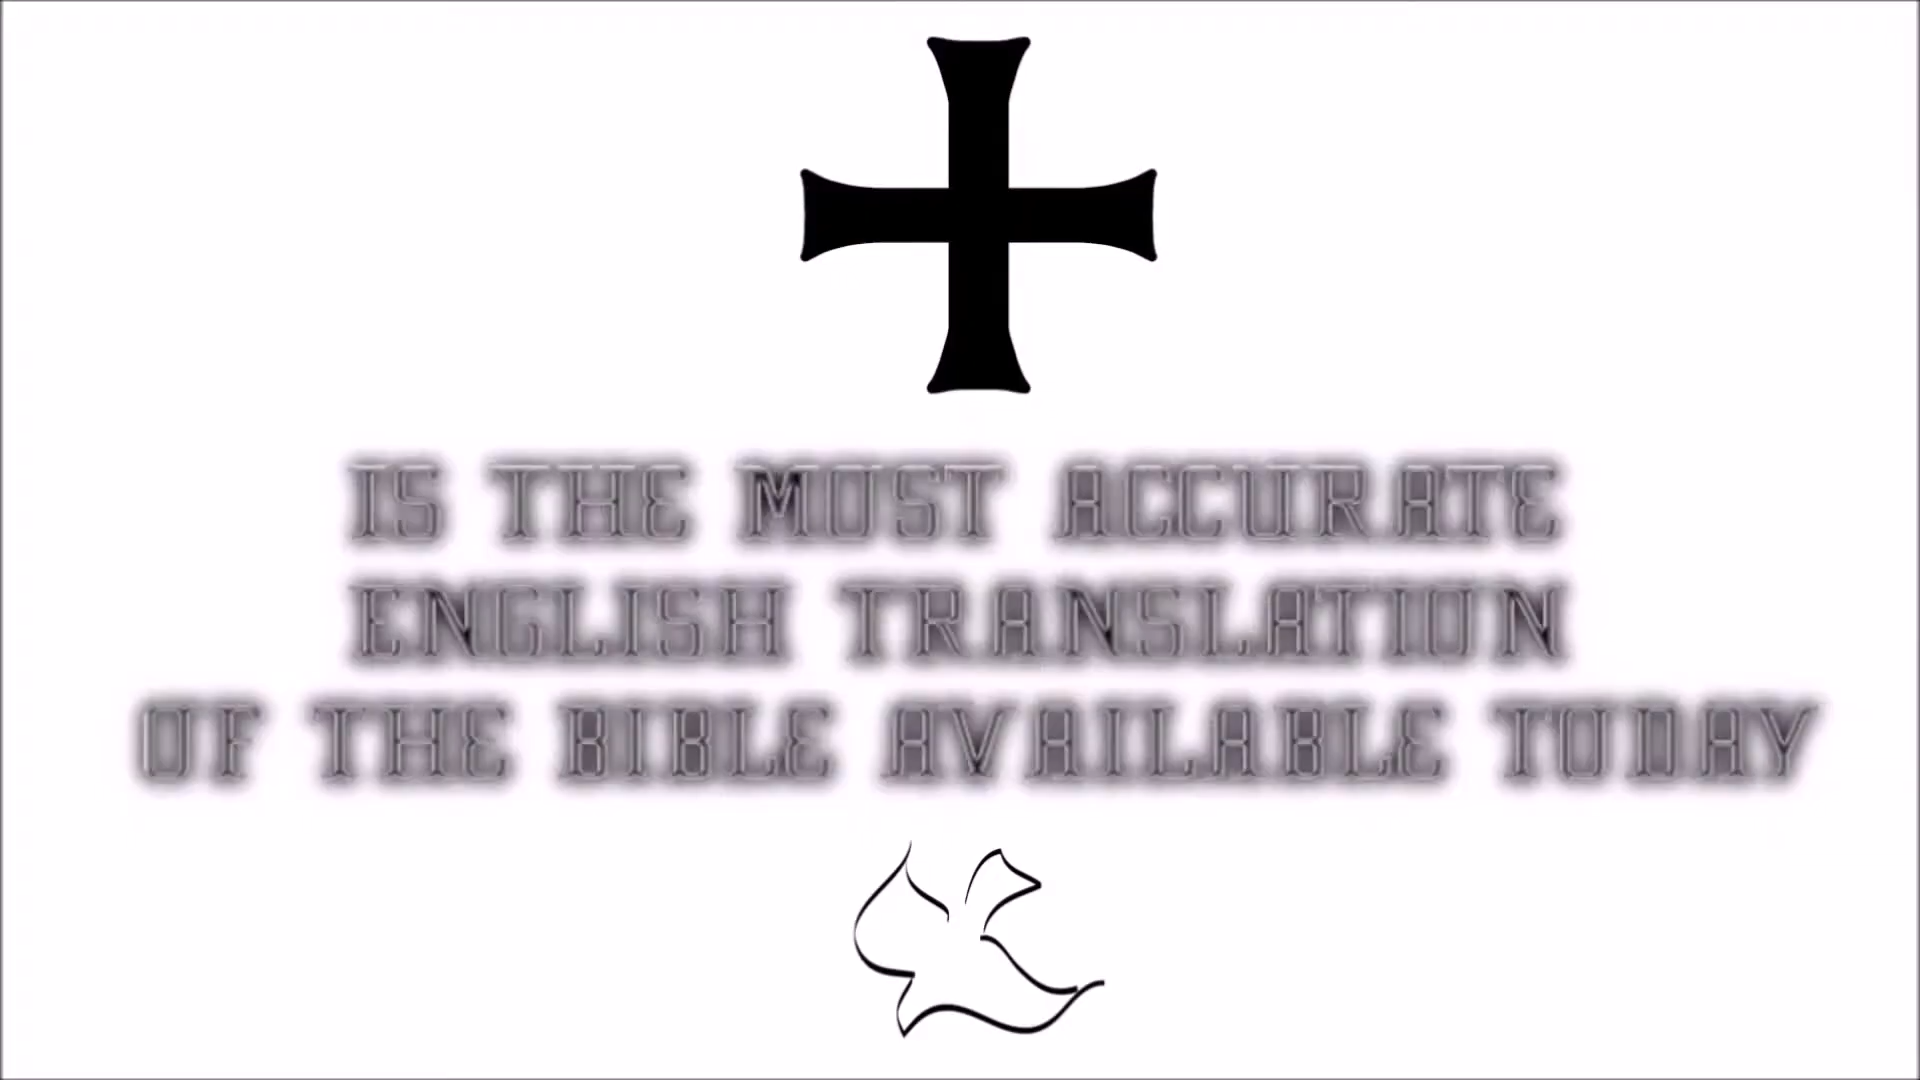 IS THE MOST ACCURATE
ENGLISH TRANSLATION
OF THE BIBLE AVAILABLE TODAY